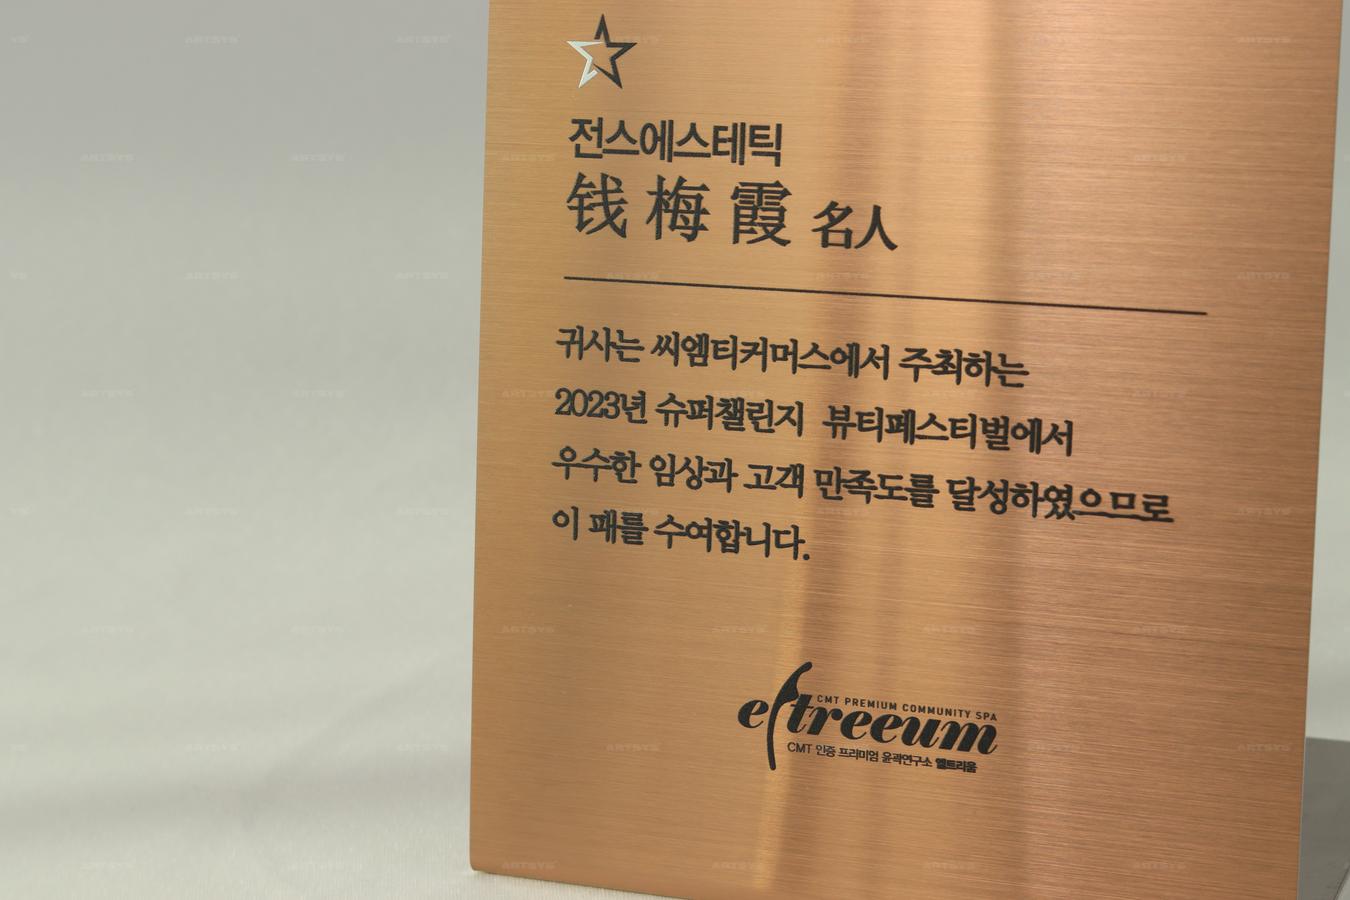 전스에스테틱
钱梅霞 名人
귀사는 씨엠티커머스에서 주최하는
2023년 슈퍼챌린지 뷰티페스티벌에서
우수한 임상과 고객 만족도를 달성하였으므로
이 패를 수여합니다.
CMT PREMIUM COMMUNITY SPA
eltreeum
CMT 인증 프리미엄 윤곽연구소 엘트리움